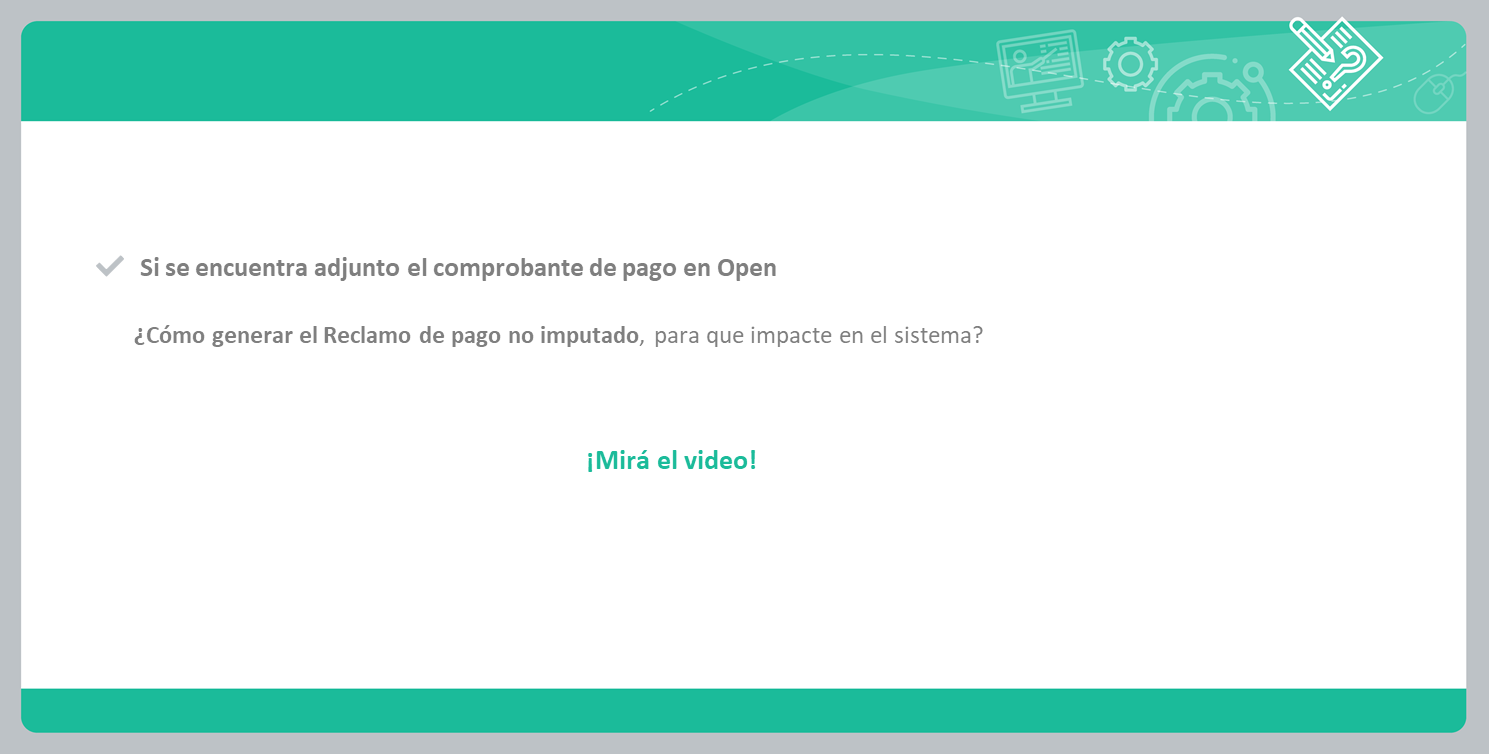 Si se encuentra adjunto el comprobante de pago en Open
¿Cómo generar el Reclamo de pago no imputado, para que impacte en el sistema?
¡Mirá el video!